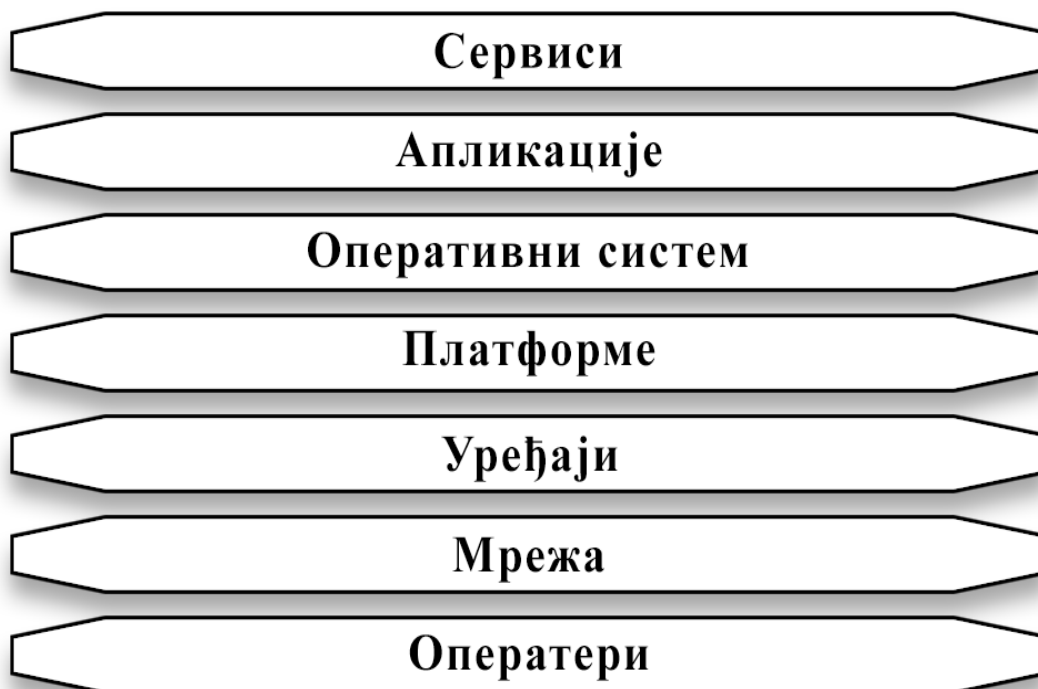 Сервиси
Апликације
Оперативни систем
Платформе
Уређаји
Мрежа
Оператери